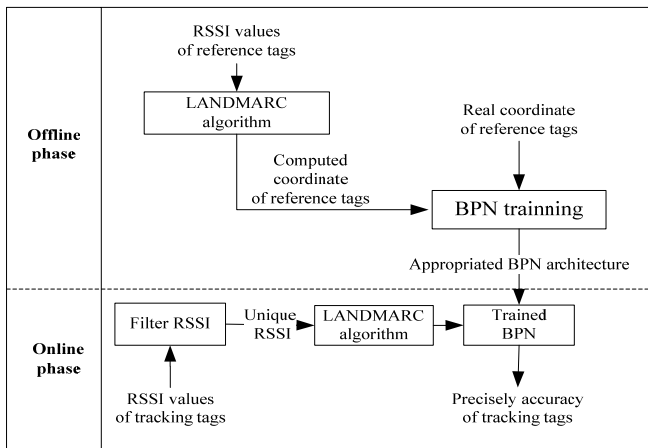 RSSI values
of reference tags
LANDMARC
algorithm
Real coordinate
of reference tags
Offline
phase
Computed
coordinate
of reference tags
BPN trainning
Appropriated BPN architecture
Filter RSSI
Unique
RSSI
LANDMARC
algorithm
Trained
BPN
Online
phase
RSSI values
of tracking tags
Precisely accuracy
of tracking tags